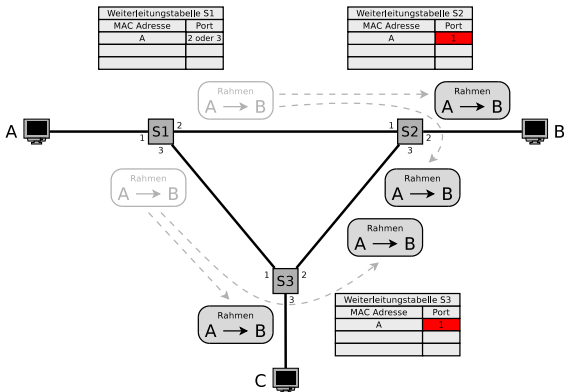 Weiterleitungstabelle S1
MAC Adresse Port
A 2 oder 3
Weiterleitungstabelle S2
MAC Adresse Port
A 1
Rahmen
A → B
Rahmen
A → B
A
1 S1 2
3
1 S2 2
3
B
Rahmen
A → B
Rahmen
A → B
Rahmen
A → B
1 S3 2
3
Rahmen
A → B
Weiterleitungstabelle S3
MAC Adresse Port
A 1
C